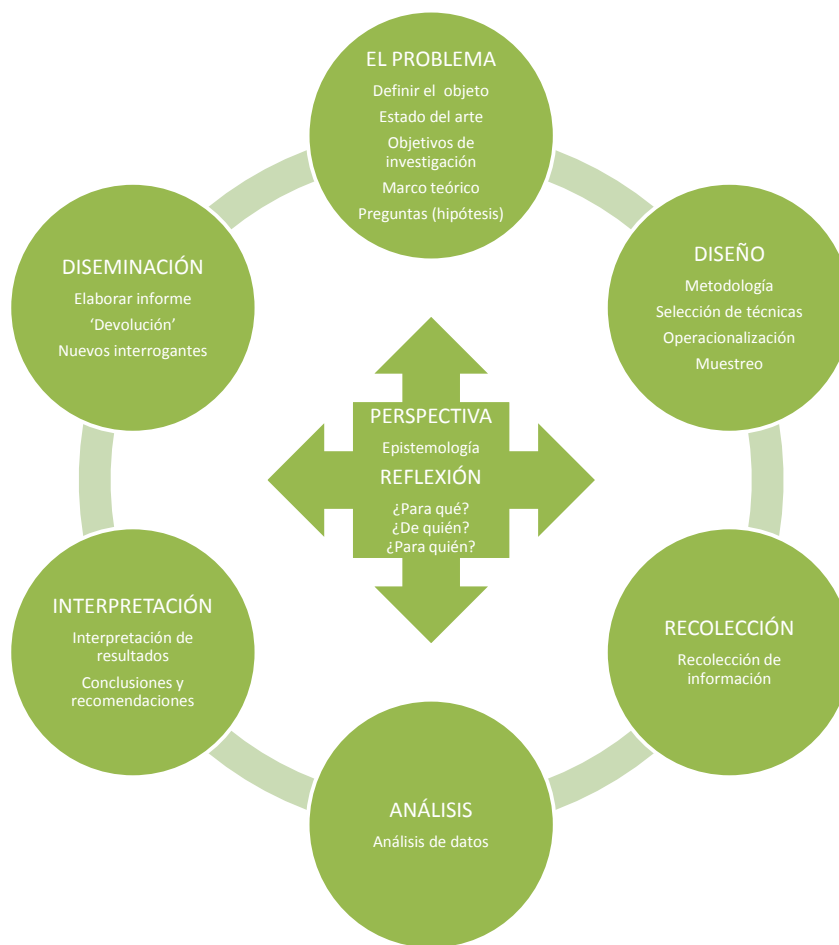 EL PROBLEMA
Definir el objeto
Estado del arte
Objetivos de
investigación
Marco teórico
Preguntas (hipótesis)
DISEÑO
Metodología
Selección de técnicas
Operacionalización
Muestreo
RECOLECCIÓN
Recolección de
información
ANÁLISIS
Análisis de datos
INTERPRETACIÓN
Interpretación de
resultados
Conclusiones y
recomendaciones
DISEMINACIÓN
Elaborar informe
‘Devolución’
Nuevos interrogantes
PERSPECTIVA
Epistemología
REFLEXIÓN
¿Para qué?
¿De quién?
¿Para quién?